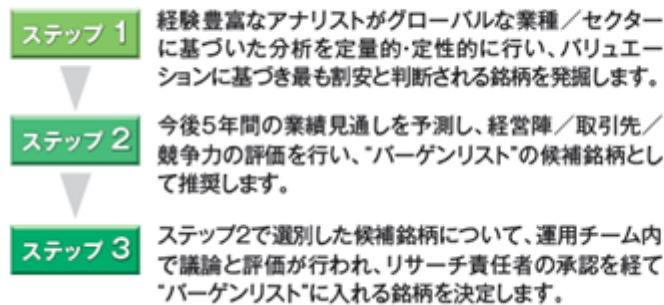 ステップ 1
経験豊富なアナリストがグローバルな業種／セクター
に基づいた分析を定量的・定性的に行い、バリュエー
ションに基づき最も割安と判断される銘柄を発掘します。
ステップ 2
今後5年間の業績見通しを予測し、経営陣／取引先／
競争力の評価を行い、"バーゲンリスト"の候補銘柄とし
て推奨します。
ステップ 3
ステップ2で選別した候補銘柄について、運用チーム内
で議論と評価が行われ、リサーチ責任者の承認を経て
"バーゲンリスト"に入れる銘柄を決定します。